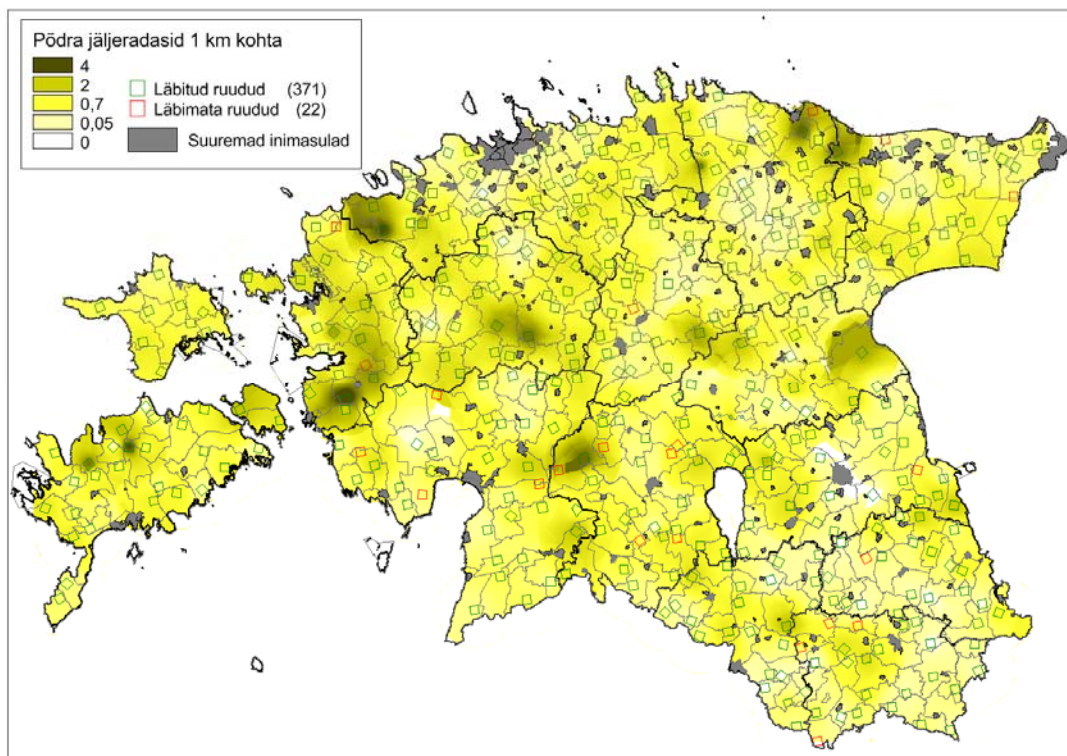 Põdra jäljeradasid 1 km kohta
4
2
0,7
0,05
0
Läbitud ruudud (371)
Läbimata ruudud (22)
Suuremad inimasulad